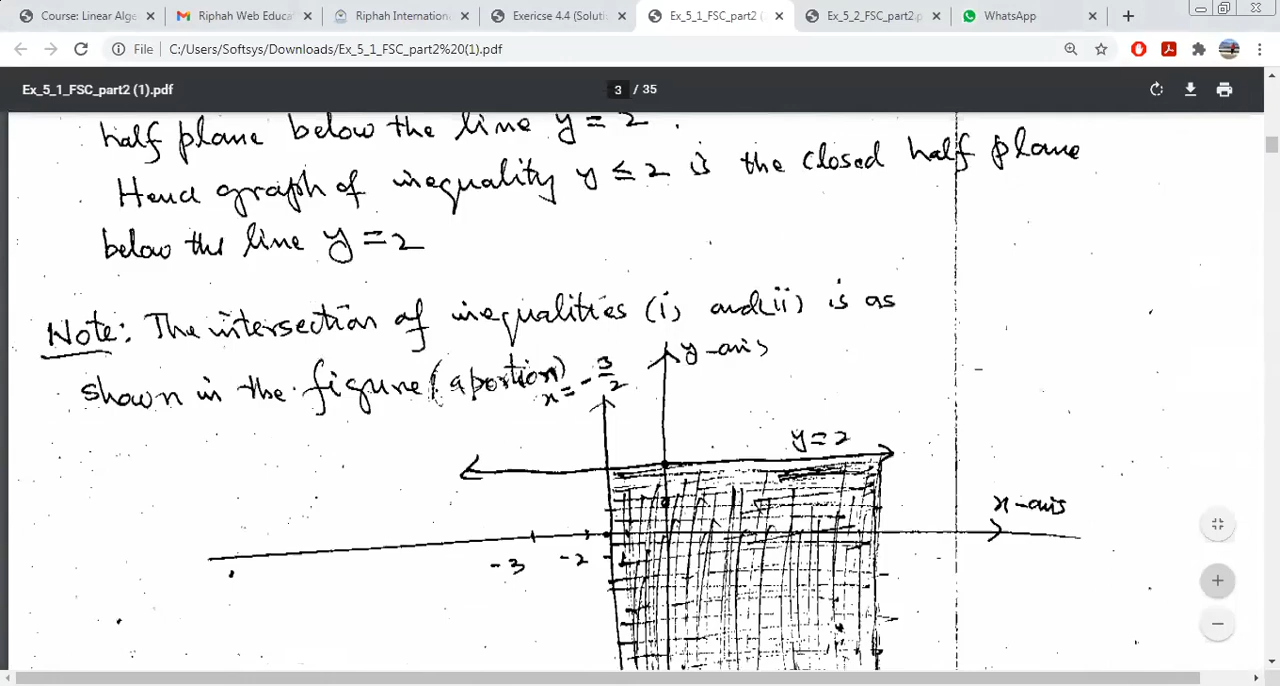 Course: Linear Alge
Riphah Web Educa
Riphah Internation
Exericse 4.4 (Soluti
Ex_5_1_FSC_part2
Ex_5_2_FSC_part2.p
WhatsApp
File C:/Users/Softsys/Downloads/Ex_5_1_FSC_part2%20(1).pdf
Ex_5_1_FSC_part2 (1).pdf
3 / 35
half plane below the line y = 2.
Hence graph of inequality y ≤ 2 is the closed half plane
below the line y = 2
Note: The intersection of inequalities (i, and (ii) is as
shown in the figure (a portion)
x = -3/2
y-axis
y = 2
x-axis
-3
-2
-1